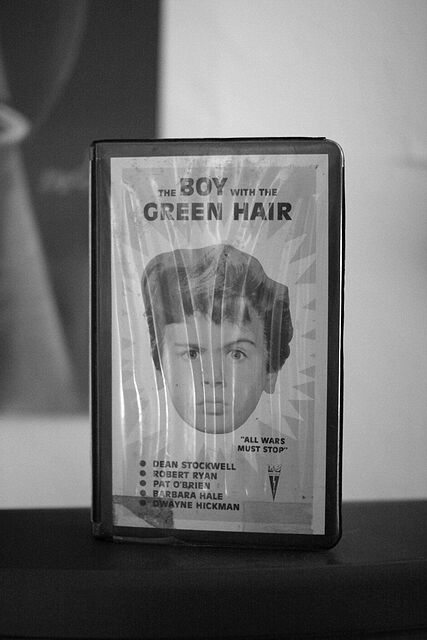 THE BOY WITH THE
GREEN HAIR
"ALL WARS
MUST STOP"
DEAN STOCKWELL
ROBERT RYAN
PAT O'BRIEN
BARBARA HALE
DWAYNE HICKMAN